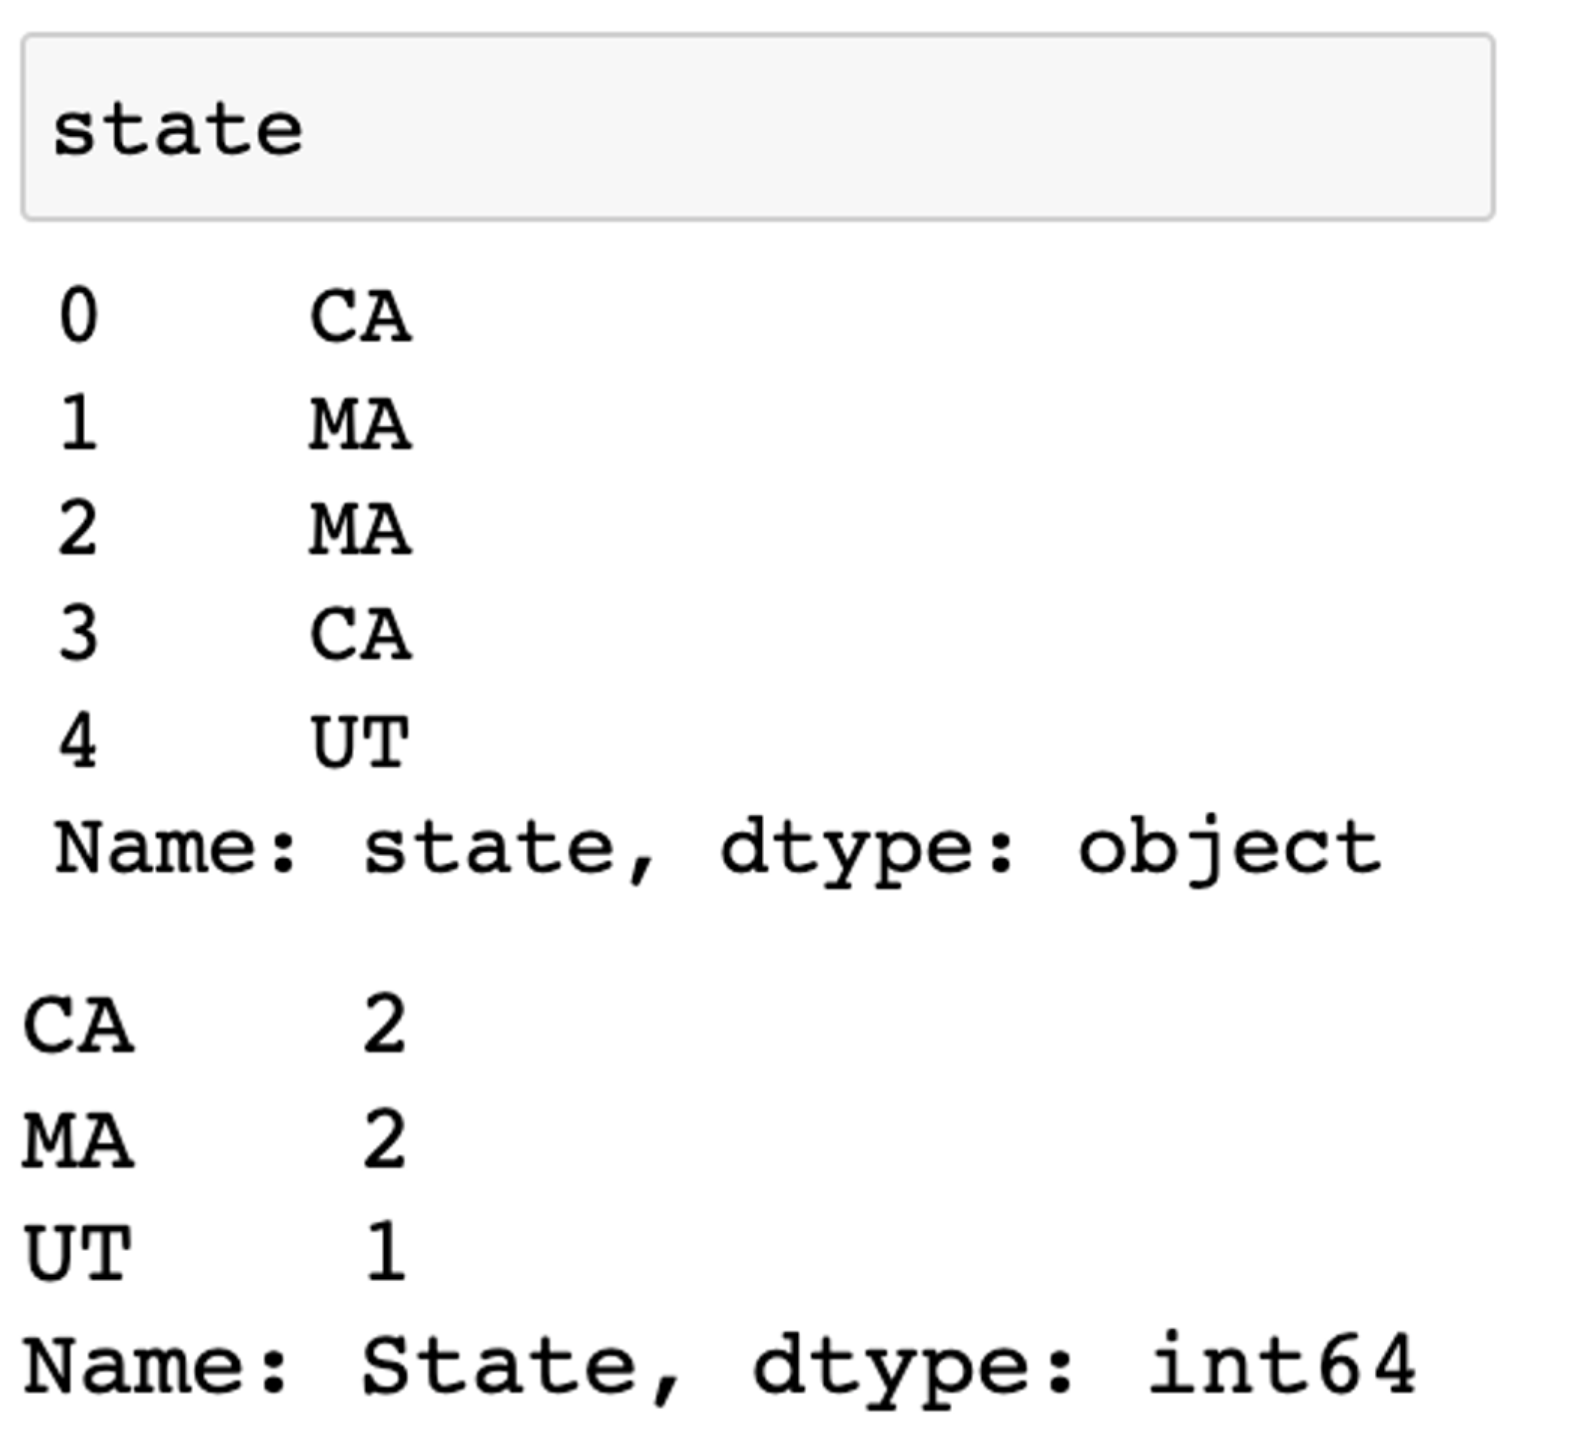 state
0 CA
1 MA
2 MA
3 CA
4 UT
Name: state, dtype: object
CA 2
MA 2
UT 1
Name: State, dtype: int64